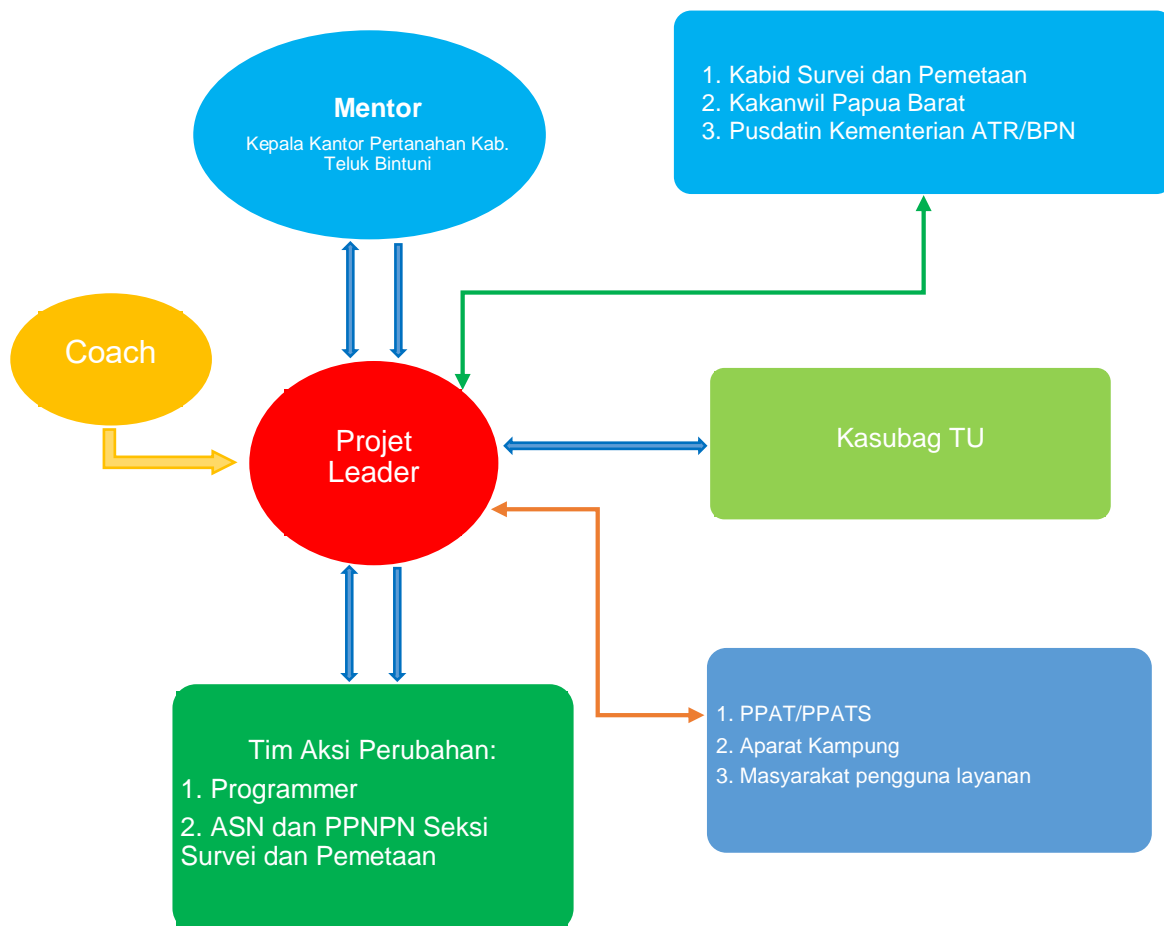 Mentor
Kepala Kantor Pertanahan Kab.
Teluk Bintuni
1. Kabid Survei dan Pemetaan
2. Kakanwil Papua Barat
3. Pusdatin Kementerian ATR/BPN
Coach
Projet
Leader
Kasubag TU
Tim Aksi Perubahan:
1. Programmer
2. ASN dan PPNPN Seksi
Survei dan Pemetaan
1. PPAT/PPATS
2. Aparat Kampung
3. Masyarakat pengguna layanan